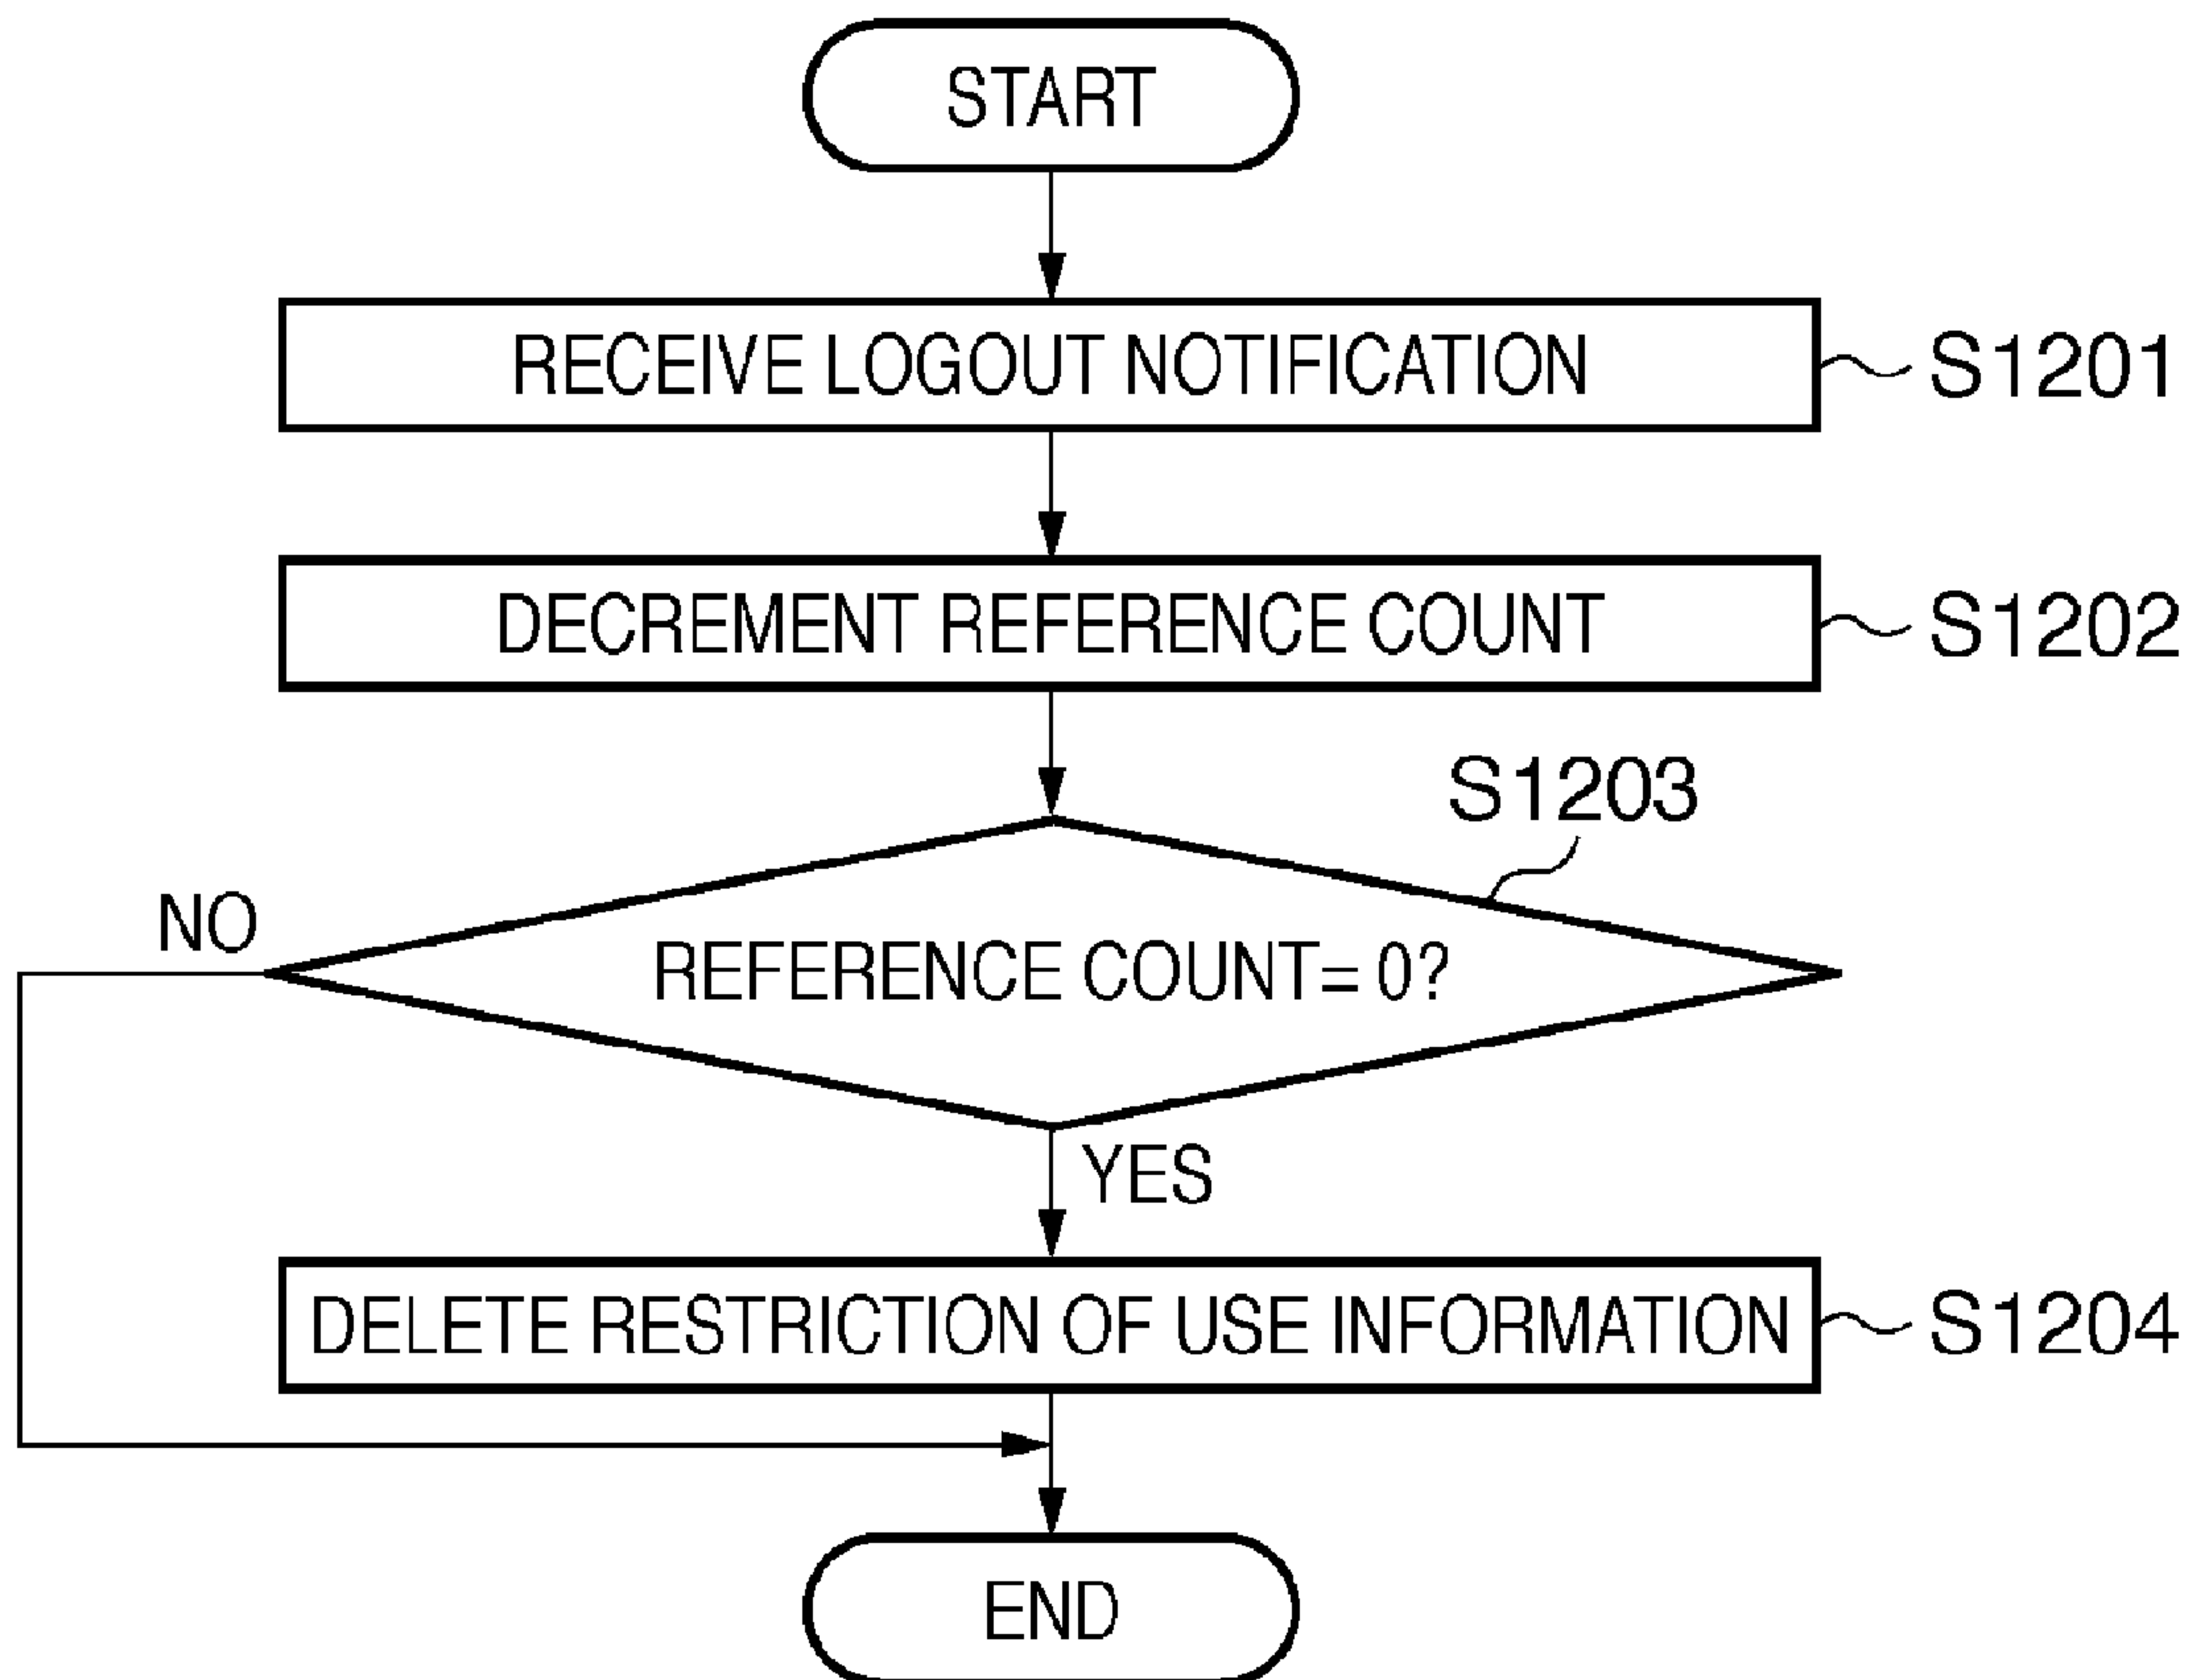 START
RECEIVE LOGOUT NOTIFICATION
S1201
DECREMENT REFERENCE COUNT
S1202
S1203
NO
REFERENCE COUNT= 0?
YES
DELETE RESTRICTION OF USE INFORMATION
S1204
END